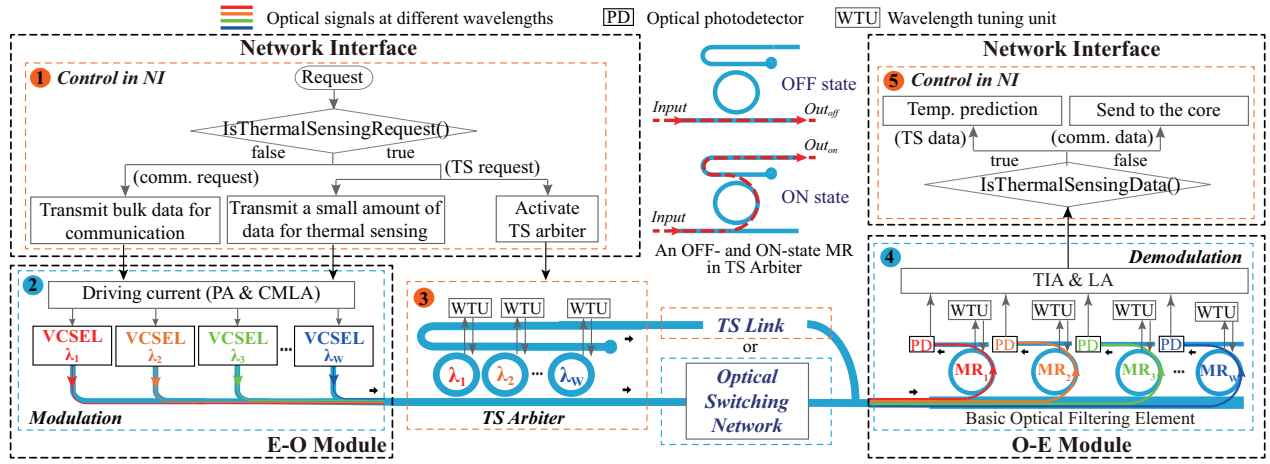 Optical signals at different wavelengths
PD Optical photodetector
WTU Wavelength tuning unit
Network Interface
1 Control in NI
Request
IsThermalSensingRequest()
false
true
(comm. request)
(TS request)
Transmit bulk data for
communication
Transmit a small amount of
data for thermal sensing
Activate
TS arbiter
OFF state
Input
Out_off
Out_on
ON state
Input
An OFF- and ON-state MR
in TS Arbiter
Network Interface
5 Control in NI
Temp. prediction
Send to the core
(TS data)
(comm. data)
true
false
IsThermalSensingData()
2
Driving current (PA & CMLA)
VCSEL
λ1
VCSEL
λ2
VCSEL
λ3
...
VCSEL
λW
Modulation
E-O Module
3
WTU
WTU
WTU
λ1
λ2
...
λW
TS Arbiter
TS Link
or
Optical
Switching
Network
4
Demodulation
TIA & LA
WTU
WTU
WTU
WTU
PD
PD
PD
PD
MR1
MR2
MR3
...
MRW
Basic Optical Filtering Element
O-E Module